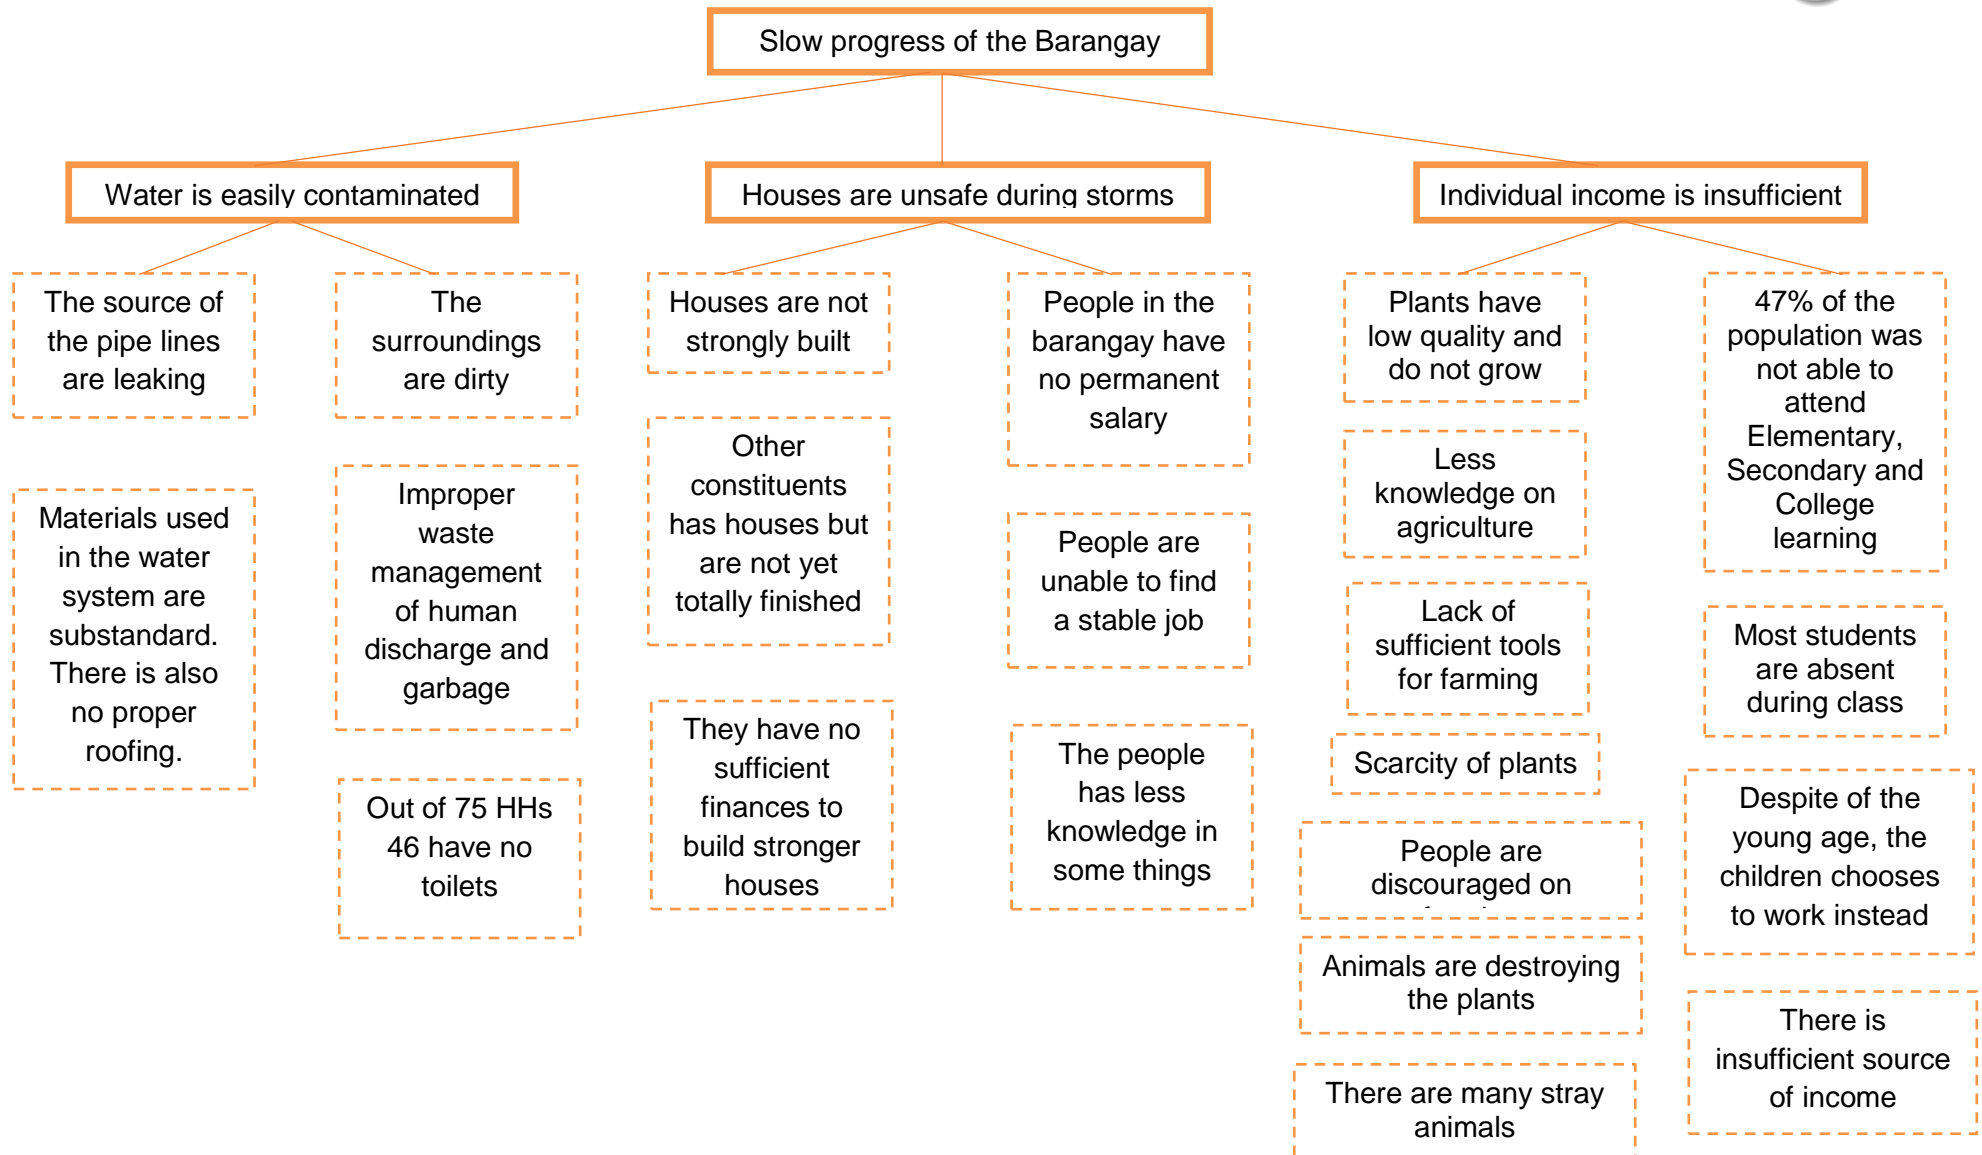 Slow progress of the Barangay
Water is easily contaminated
Houses are unsafe during storms
Individual income is insufficient
The source of
the pipe lines
are leaking
Materials used
in the water
system are
substandard.
There is also
no proper
roofing.
The
surroundings
are dirty
Improper
waste
management
of human
discharge and
garbage
Out of 75 HHs
46 have no
toilets
Houses are not
strongly built
Other
constituents
has houses but
are not yet
totally finished
They have no
sufficient
finances to
build stronger
houses
People in the
barangay have
no permanent
salary
People are
unable to find
a stable job
The people
has less
knowledge in
some things
Plants have
low quality and
do not grow
Less
knowledge on
agriculture
Lack of
sufficient tools
for farming
Scarcity of plants
People are
discouraged on
Animals are destroying
the plants
There are many stray
animals
47% of the
population was
not able to
attend
Elementary,
Secondary and
College
learning
Most students
are absent
during class
Despite of the
young age, the
children chooses
to work instead
There is
insufficient source
of income